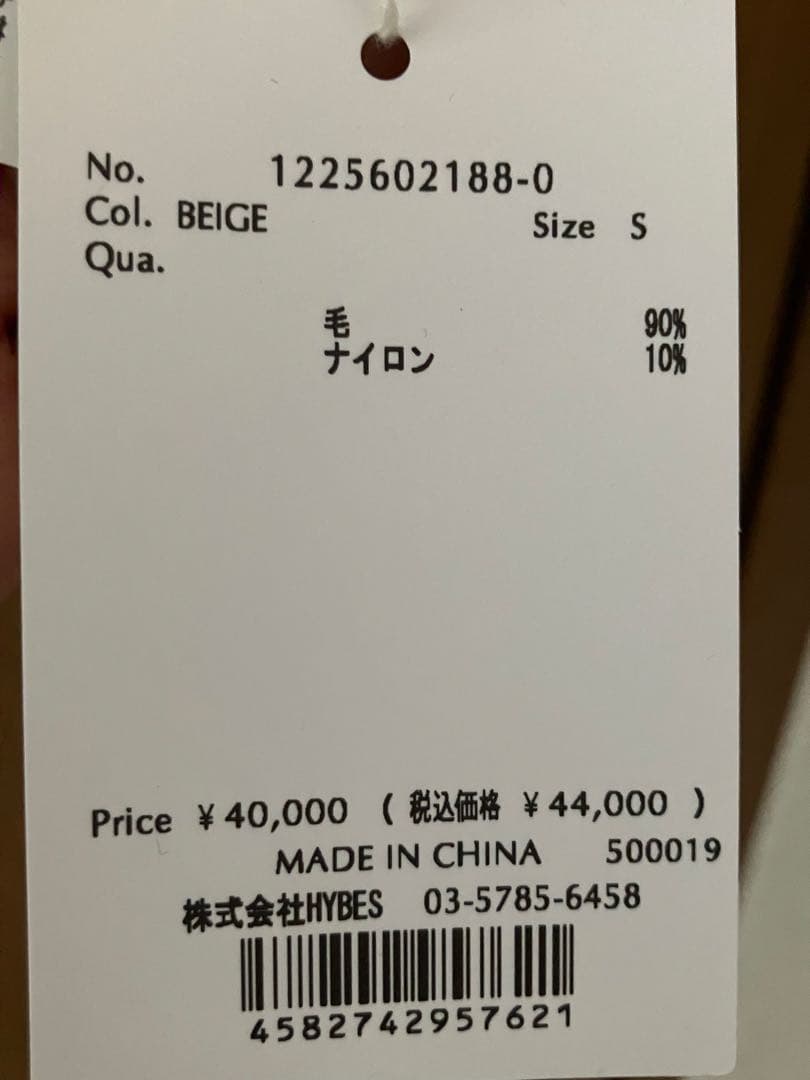 No. 1225602188-0
Col. BEIGE Size S
Qua.
毛 90%
ナイロン 10%
Price ¥40,000 ( 税込価格 ¥44,000 )
MADE IN CHINA 500019
株式会社HYBES 03-5785-6458
4582742957621